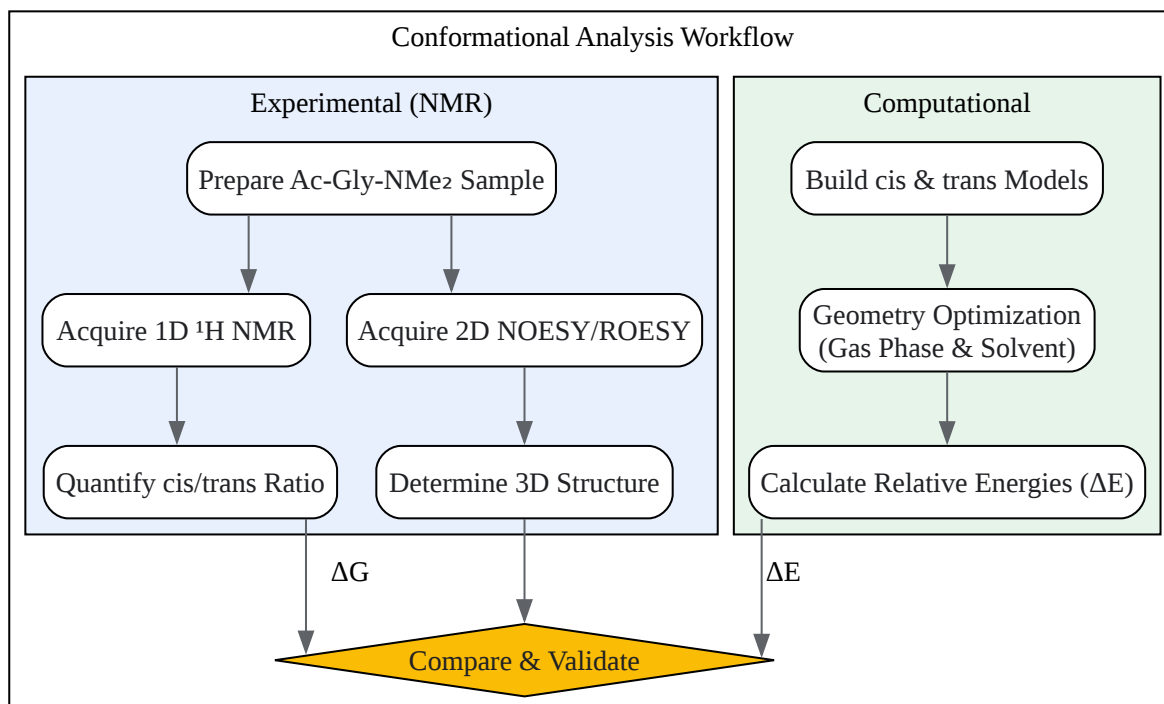 Conformational Analysis Workflow
Experimental (NMR)
Prepare Ac-Gly-NMe₂ Sample
Acquire 1D ¹H NMR
Acquire 2D NOESY/ROESY
Quantify cis/trans Ratio
Determine 3D Structure
Computational
Build cis & trans Models
Geometry Optimization
(Gas Phase & Solvent)
Calculate Relative Energies (ΔE)
ΔG
ΔE
Compare & Validate